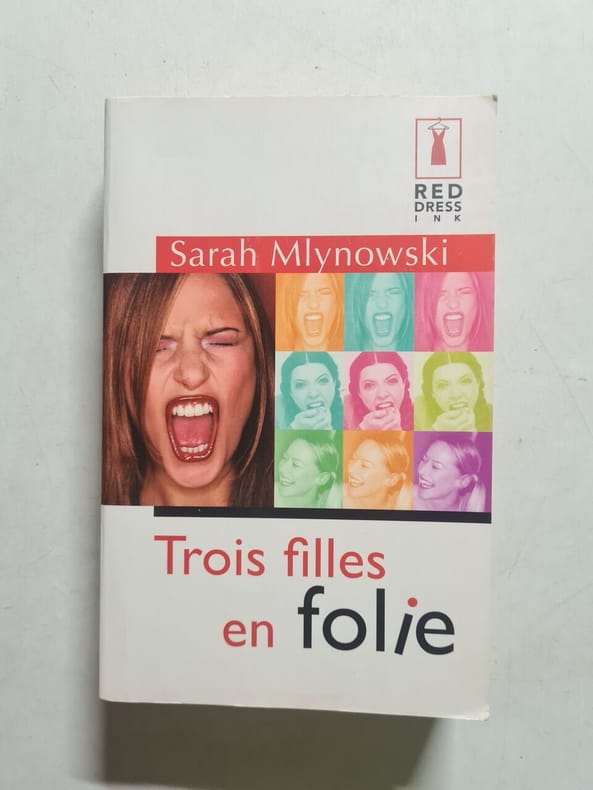 RED
DRESS
INK
Sarah Mlynowski
Trois filles
en folie